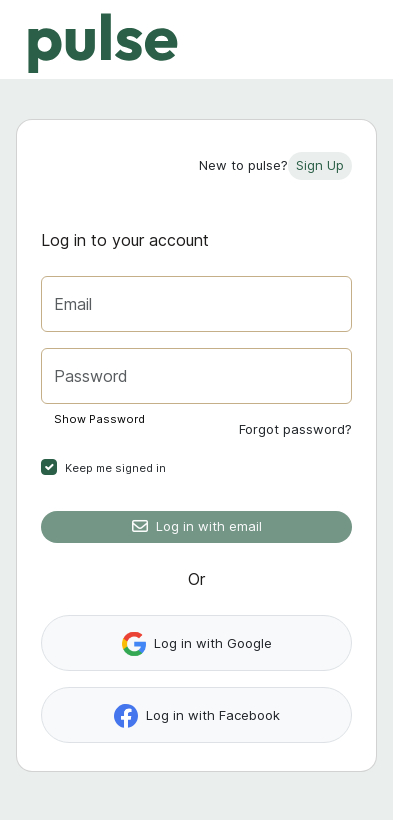 pulse
New to pulse? Sign Up
Log in to your account
Email
Password
Show Password
Forgot password?
Keep me signed in
Log in with email
Or
Log in with Google
Log in with Facebook